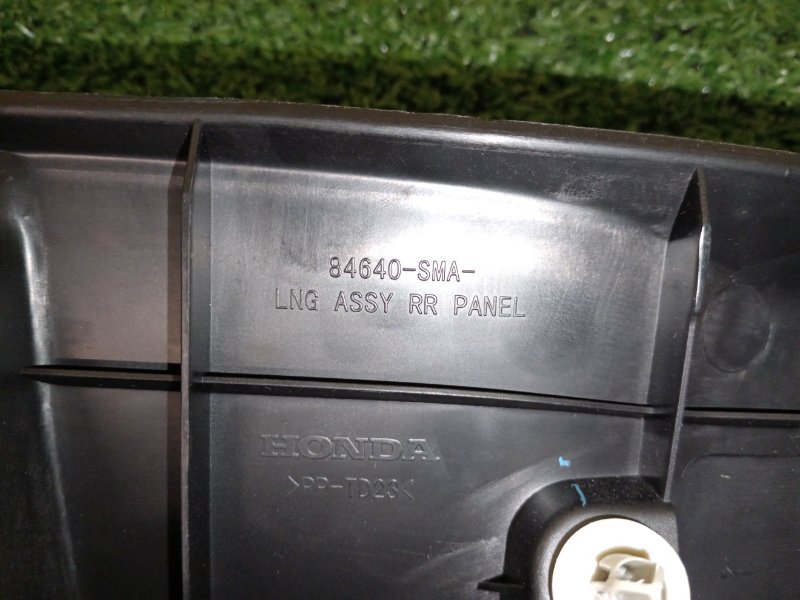 84640-SMA-
LNG ASSY RR PANEL
HONDA
>PP-TD23<